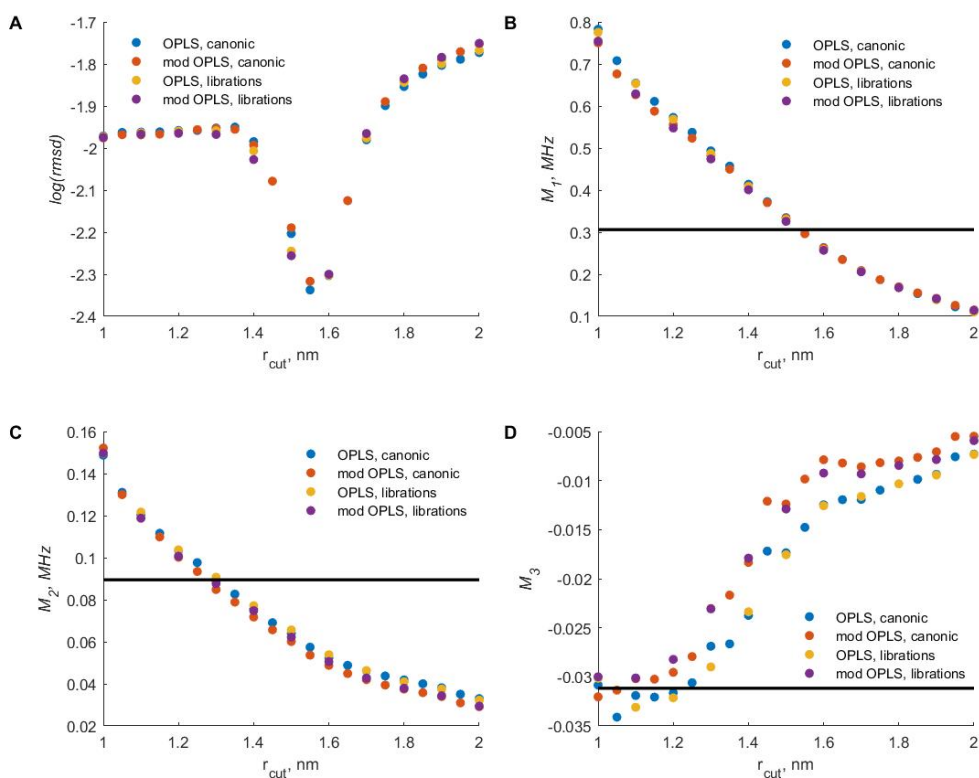 A
-1.7
-1.8
-1.9
-2
-2.1
-2.2
-2.3
-2.4
log(rmsd)
OPLS, canonic
mod OPLS, canonic
OPLS, librations
mod OPLS, librations
1 1.2 1.4 1.6 1.8 2
r_cut, nm
B
0.8
0.7
0.6
0.5
0.4
0.3
0.2
0.1
M_1, MHz
OPLS, canonic
mod OPLS, canonic
OPLS, librations
mod OPLS, librations
1 1.2 1.4 1.6 1.8 2
r_cut, nm
C
0.16
0.14
0.12
0.1
0.08
0.06
0.04
0.02
M_2, MHz
OPLS, canonic
mod OPLS, canonic
OPLS, librations
mod OPLS, librations
1 1.2 1.4 1.6 1.8 2
r_cut, nm
D
-0.005
-0.01
-0.015
-0.02
-0.025
-0.03
-0.035
M_3
OPLS, canonic
mod OPLS, canonic
OPLS, librations
mod OPLS, librations
1 1.2 1.4 1.6 1.8 2
r_cut, nm